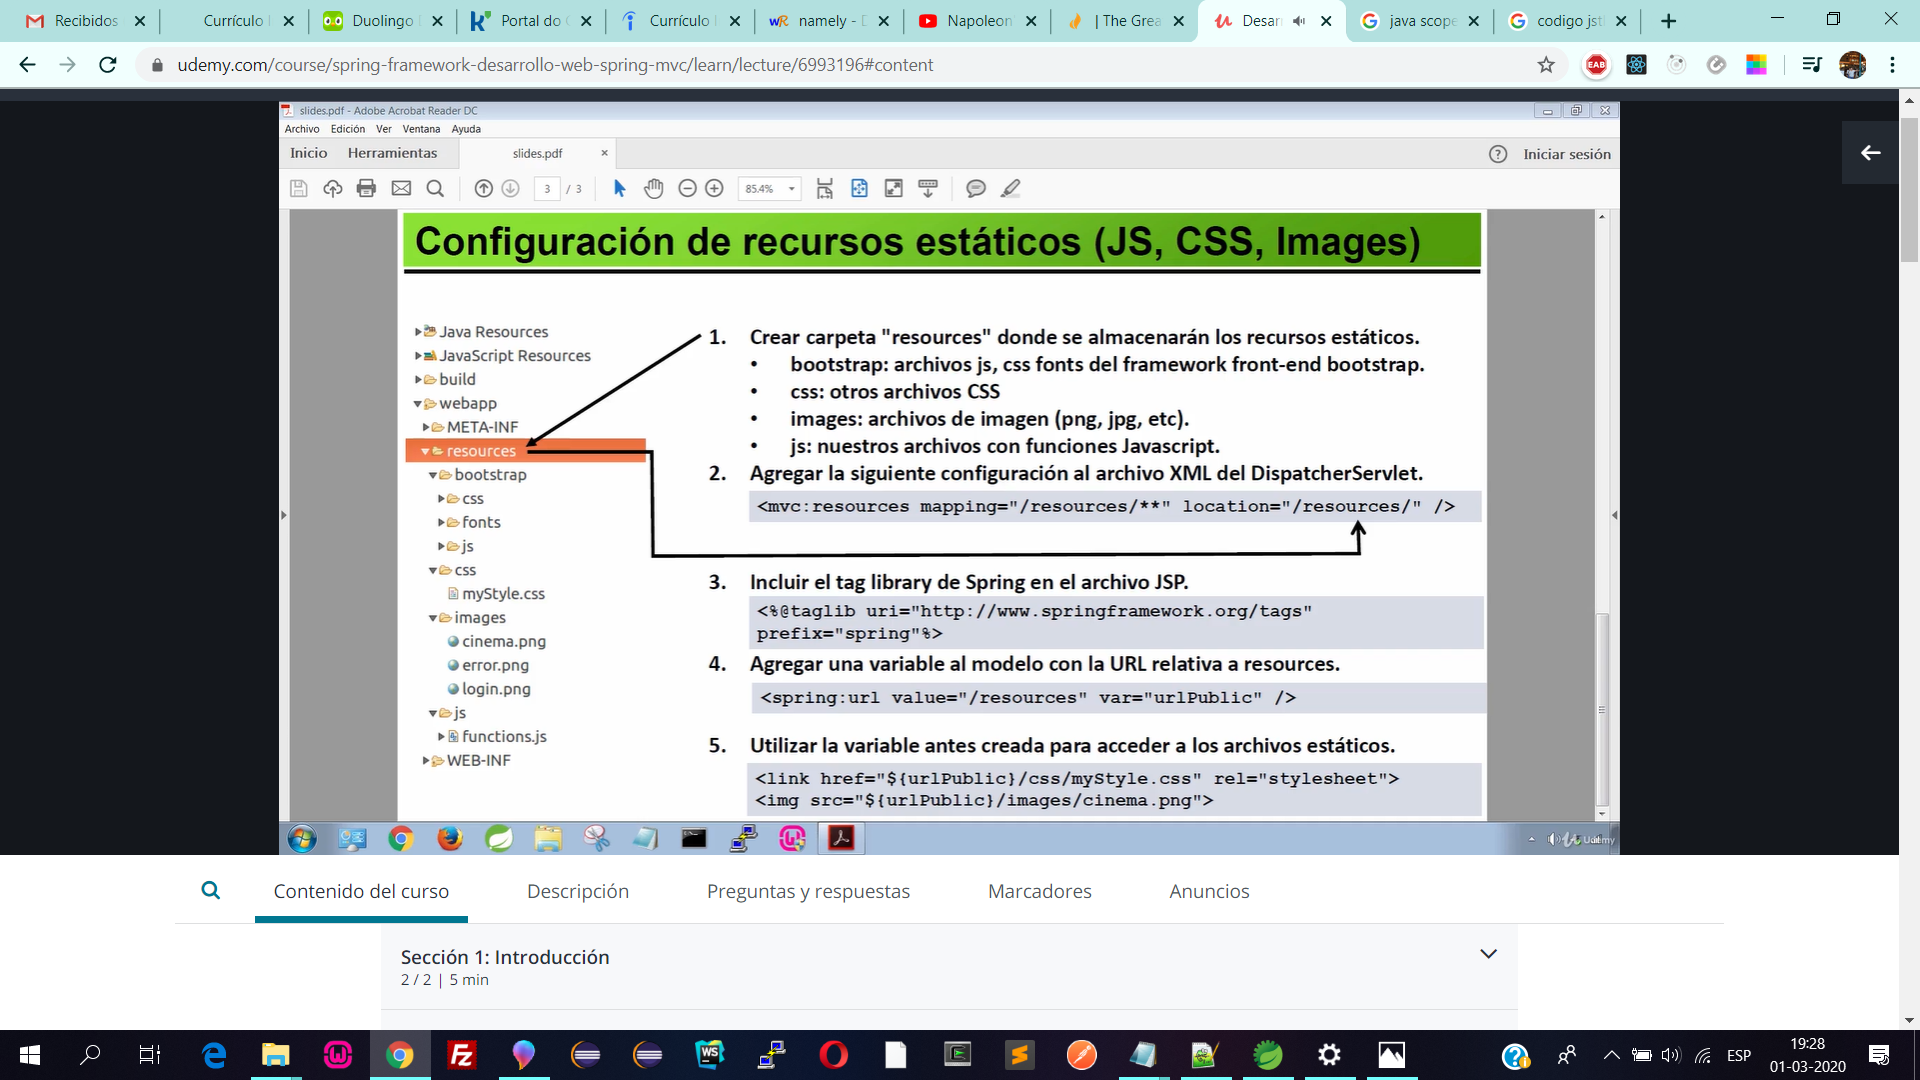 Recibidos
Currículo
Duolingo
Portal do
Currículo
namely - D
Napoleon
| The Grea
Desar
java scope
codigo jst
udemy.com/course/spring-framework-desarrollo-web-spring-mvc/learn/lecture/6993196#content
EAB
slides.pdf - Adobe Acrobat Reader DC
Archivo Edición Ver Ventana Ayuda
Inicio Herramientas slides.pdf Iniciar sesión
3 / 3 85.4%
Configuración de recursos estáticos (JS, CSS, Images)
Java Resources
JavaScript Resources
build
webapp
META-INF
resources
bootstrap
css
fonts
js
css
myStyle.css
images
cinema.png
error.png
login.png
js
functions.js
WEB-INF
1. Crear carpeta "resources" donde se almacenarán los recursos estáticos.
• bootstrap: archivos js, css fonts del framework front-end bootstrap.
• css: otros archivos CSS
• images: archivos de imagen (png, jpg, etc).
• js: nuestros archivos con funciones Javascript.
2. Agregar la siguiente configuración al archivo XML del DispatcherServlet.
<mvc:resources mapping="/resources/**" location="/resources/" />
3. Incluir el tag library de Spring en el archivo JSP.
<%@taglib uri="http://www.springframework.org/tags"
prefix="spring"%>
4. Agregar una variable al modelo con la URL relativa a resources.
<spring:url value="/resources" var="urlPublic" />
5. Utilizar la variable antes creada para acceder a los archivos estáticos.
<link href="${urlPublic}/css/myStyle.css" rel="stylesheet">
<img src="${urlPublic}/images/cinema.png">
Udemy
Contenido del curso Descripción Preguntas y respuestas Marcadores Anuncios
Sección 1: Introducción
2 / 2 | 5 min
ESP
19:28
01-03-2020